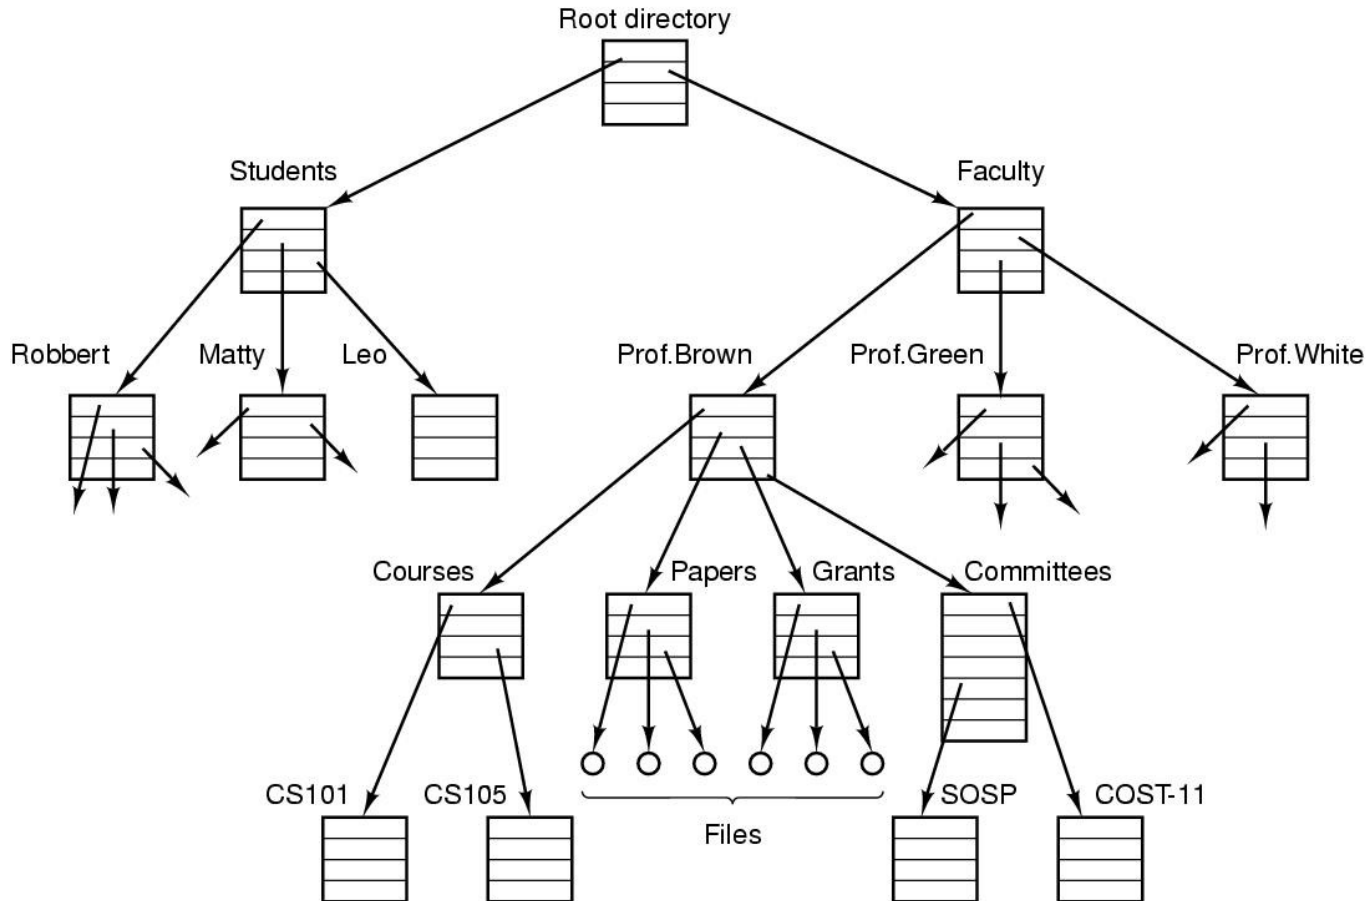 Root directory
Students
Faculty
Robbert
Matty
Leo
Prof.Brown
Prof.Green
Prof.White
Courses
Papers
Grants
Committees
CS101
CS105
SOSP
COST-11
Files